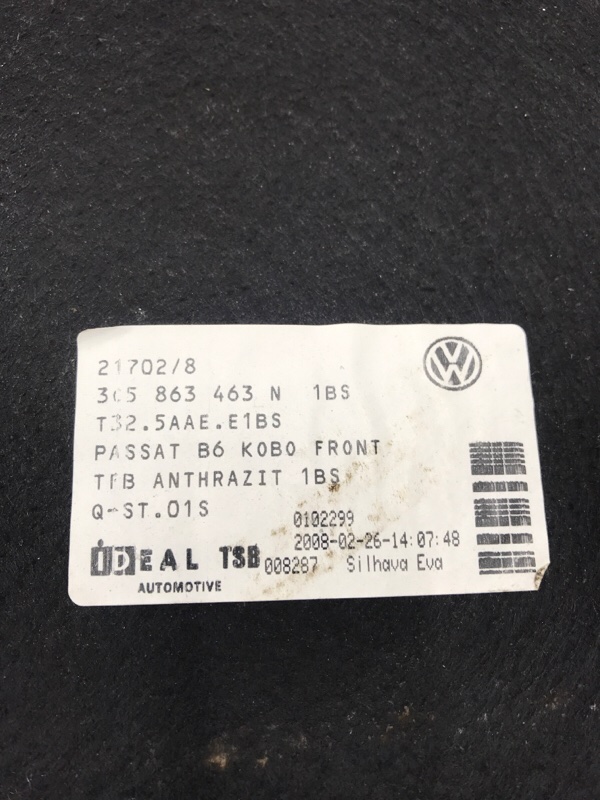 21702/8
3C5 863 463 N 1BS
T32.5AAE.E1BS
PASSAT B6 KOBO FRONT
TFB ANTHRAZIT 1BS
Q-ST.01S
0102299
2008-02-26-14:07:48
IDEAL TSB 008287 Silhava Eva
AUTOMOTIVE